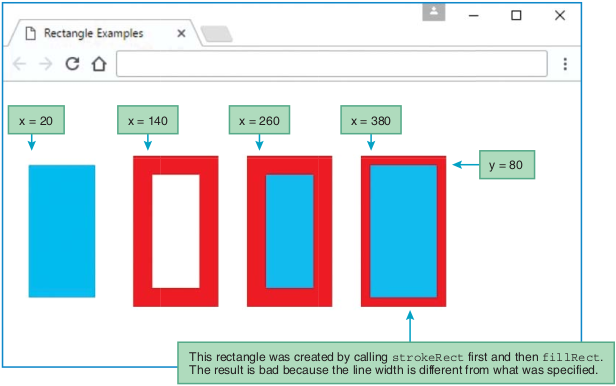 Rectangle Examples
x = 20
x = 140
x = 260
x = 380
y = 80
This rectangle was created by calling strokeRect first and then fillRect.
The result is bad because the line width is different from what was specified.